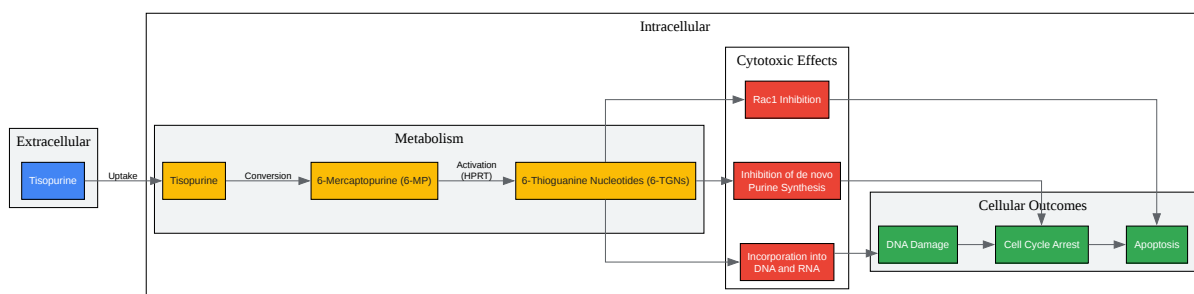 Intracellular
Extracellular
Tisopurine
Uptake
Metabolism
Tisopurine
Conversion
6-Mercaptopurine (6-MP)
Activation
(HPRT)
6-Thioguanine Nucleotides (6-TGNs)
Cytotoxic Effects
Rac1 Inhibition
Inhibition of de novo
Purine Synthesis
Incorporation into
DNA and RNA
Cellular Outcomes
DNA Damage
Cell Cycle Arrest
Apoptosis